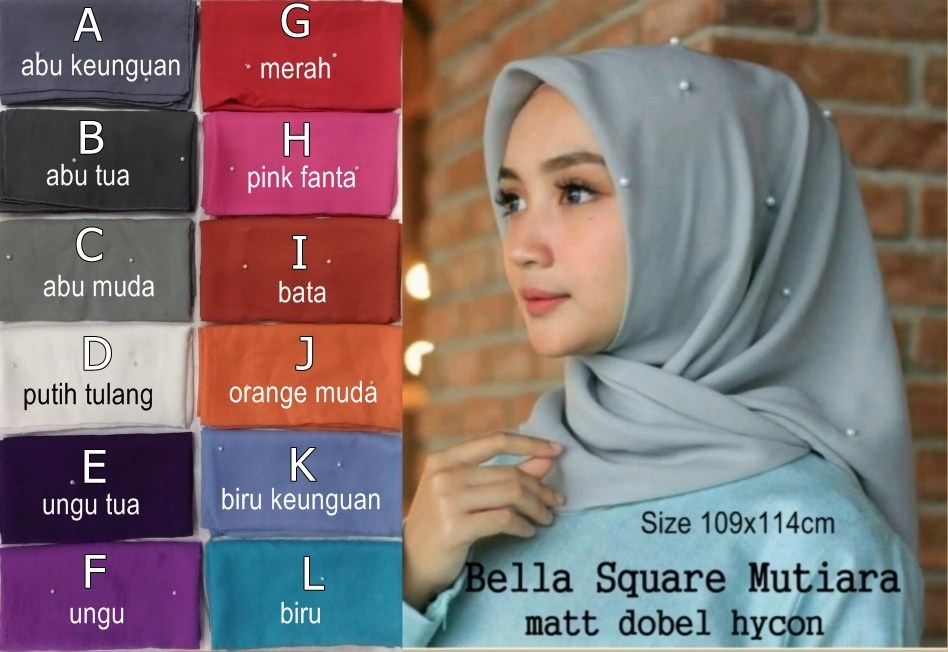 A
abu keunguan
B
abu tua
C
abu muda
D
putih tulang
E
ungu tua
F
ungu
G
merah
H
pink fanta
I
bata
J
orange muda
K
biru keunguan
L
biru
Size 109x114cm
Bella Square Mutiara
matt dobel hycon